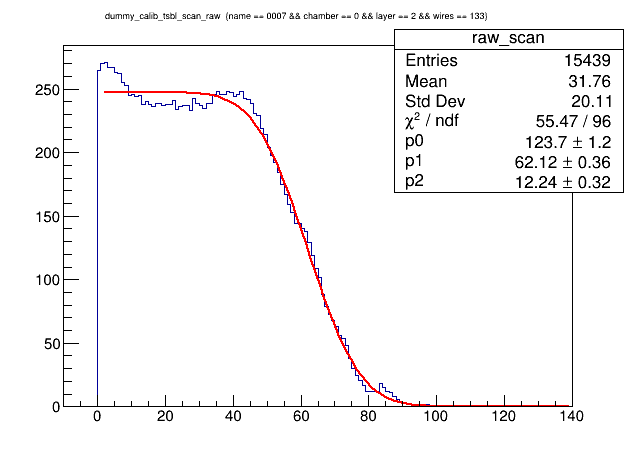 dummy_calib_tsbl_scan_raw (name == 0007 && chamber == 0 && layer == 2 && wires == 133)
raw_scan
Entries 15439
Mean 31.76
Std Dev 20.11
χ² / ndf 55.47 / 96
p0 123.7 ± 1.2
p1 62.12 ± 0.36
p2 12.24 ± 0.32
250
200
150
100
50
0
0 20 40 60 80 100 120 140